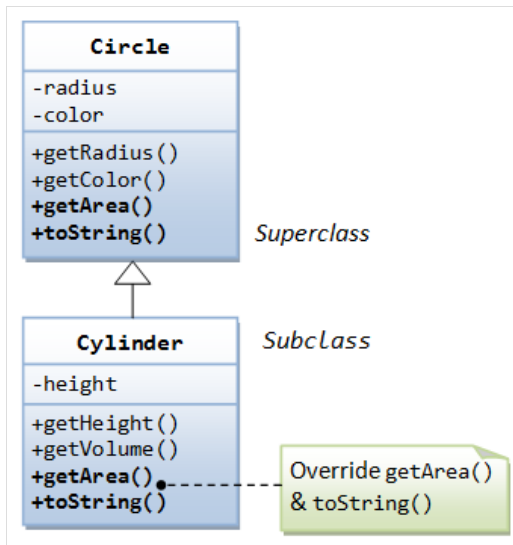 Circle
-radius
-color
+getRadius()
+getColor()
+getArea()
+toString()
Superclass
Cylinder
Subclass
-height
+getHeight()
+getVolume()
+getArea()
+toString()
Override getArea()
& toString()